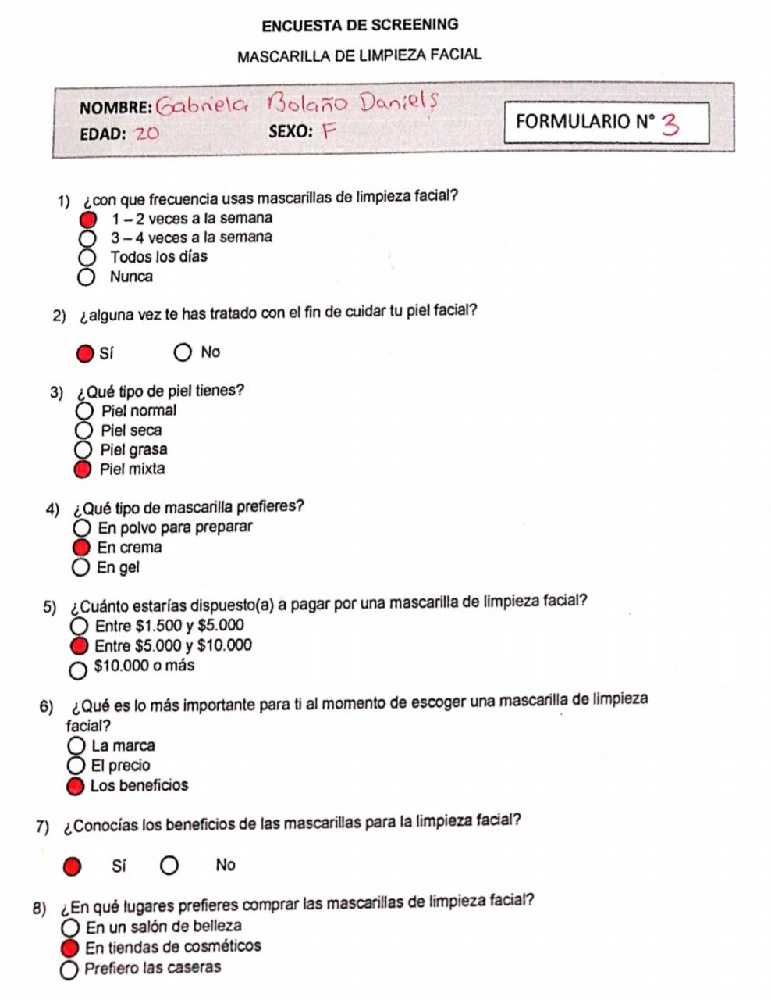 ENCUESTA DE SCREENING
MASCARILLA DE LIMPIEZA FACIAL
NOMBRE: Gabriela Bolaño Daniels
EDAD: 20 SEXO: F
FORMULARIO N° 3
1) ¿con que frecuencia usas mascarillas de limpieza facial?
1 – 2 veces a la semana
3 – 4 veces a la semana
Todos los días
Nunca
2) ¿alguna vez te has tratado con el fin de cuidar tu piel facial?
Sí No
3) ¿Qué tipo de piel tienes?
Piel normal
Piel seca
Piel grasa
Piel mixta
4) ¿Qué tipo de mascarilla prefieres?
En polvo para preparar
En crema
En gel
5) ¿Cuánto estarías dispuesto(a) a pagar por una mascarilla de limpieza facial?
Entre $1.500 y $5.000
Entre $5.000 y $10.000
$10.000 o más
6) ¿Qué es lo más importante para ti al momento de escoger una mascarilla de limpieza
facial?
La marca
El precio
Los beneficios
7) ¿Conocías los beneficios de las mascarillas para la limpieza facial?
Sí No
8) ¿En qué lugares prefieres comprar las mascarillas de limpieza facial?
En un salón de belleza
En tiendas de cosméticos
Prefiero las caseras